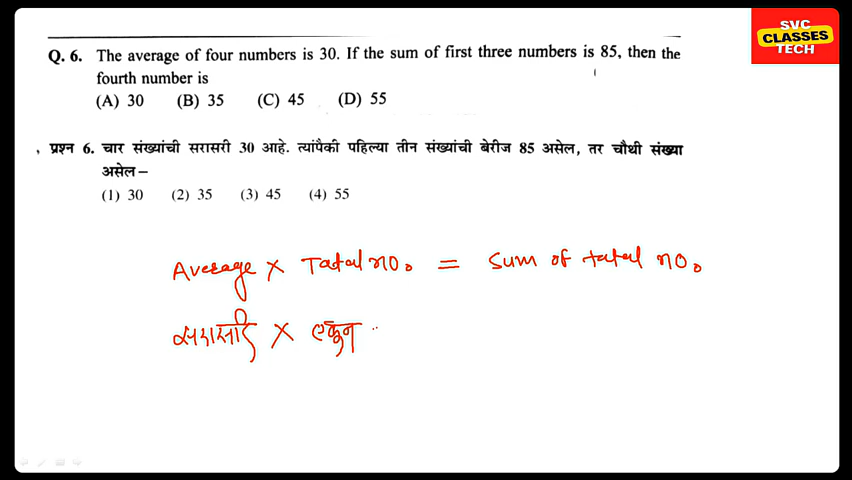 SVC
CLASSES
TECH
Q. 6. The average of four numbers is 30. If the sum of first three numbers is 85, then the
fourth number is
(A) 30 (B) 35 (C) 45 (D) 55
प्रश्न 6. चार संख्यांची सरासरी 30 आहे. त्यांपैकी पहिल्या तीन संख्यांची बेरीज 85 असेल, तर चौथी संख्या
असेल–
(1) 30 (2) 35 (3) 45 (4) 55
Average × Total no. = Sum of total no.
सरासरी × एकून